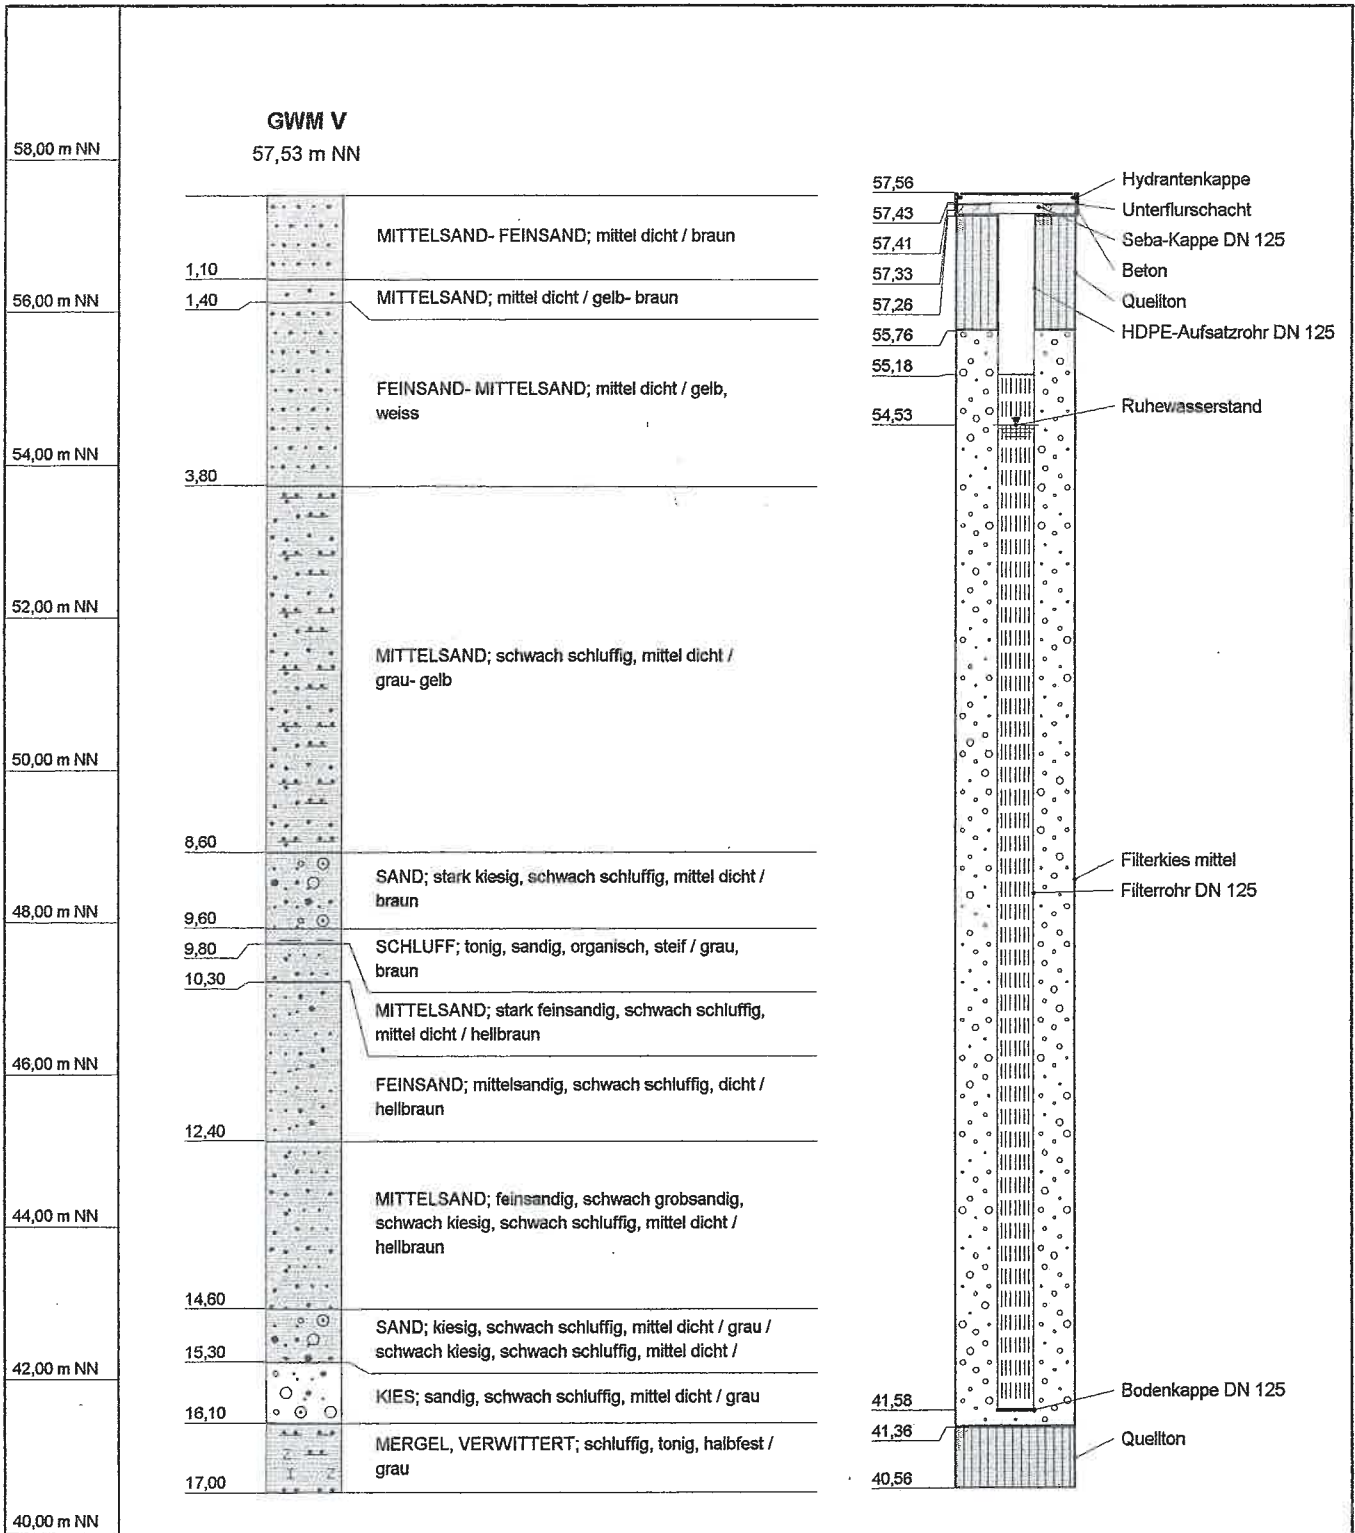 GWM V
57,53 m NN
58,00 m NN
56,00 m NN
54,00 m NN
52,00 m NN
50,00 m NN
48,00 m NN
46,00 m NN
44,00 m NN
42,00 m NN
40,00 m NN
MITTELSAND- FEINSAND; mittel dicht / braun
1,10
MITTELSAND; mittel dicht / gelb- braun
1,40
FEINSAND- MITTELSAND; mittel dicht / gelb,
weiss
3,80
MITTELSAND; schwach schluffig, mittel dicht /
grau- gelb
8,60
SAND; stark kiesig, schwach schluffig, mittel dicht /
braun
9,60
SCHLUFF; tonig, sandig, organisch, steif / grau,
braun
9,80
MITTELSAND; stark feinsandig, schwach schluffig,
mittel dicht / hellbraun
10,30
FEINSAND; mittelsandig, schwach schluffig, dicht /
hellbraun
12,40
MITTELSAND; feinsandig, schwach grobsandig,
schwach kiesig, schwach schluffig, mittel dicht /
hellbraun
14,60
SAND; kiesig, schwach schluffig, mittel dicht / grau /
schwach kiesig, schwach schluffig, mittel dicht /
15,30
KIES; sandig, schwach schluffig, mittel dicht / grau
16,10
MERGEL, VERWITTERT; schluffig, tonig, halbfest /
grau
17,00
57,56
57,43
57,41
57,33
57,26
55,76
55,18
54,53
41,58
41,36
40,56
Hydrantenkappe
Unterflurschacht
Seba-Kappe DN 125
Beton
Quellton
HDPE-Aufsatzrohr DN 125
Ruhewasserstand
Filterkies mittel
Filterrohr DN 125
Bodenkappe DN 125
Quellton
Z
I Z